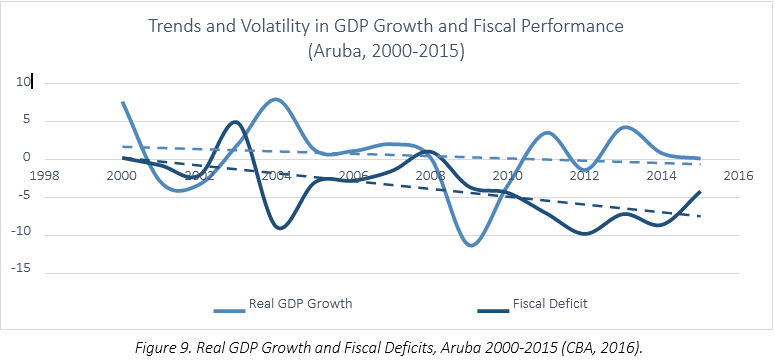 Trends and Volatility in GDP Growth and Fiscal Performance
(Aruba, 2000-2015)
10
5
0
1998 2000 2002 2004 2006 2008 2010 2012 2014 2016
-5
-10
-15
Real GDP Growth Fiscal Deficit
Figure 9. Real GDP Growth and Fiscal Deficits, Aruba 2000-2015 (CBA, 2016).